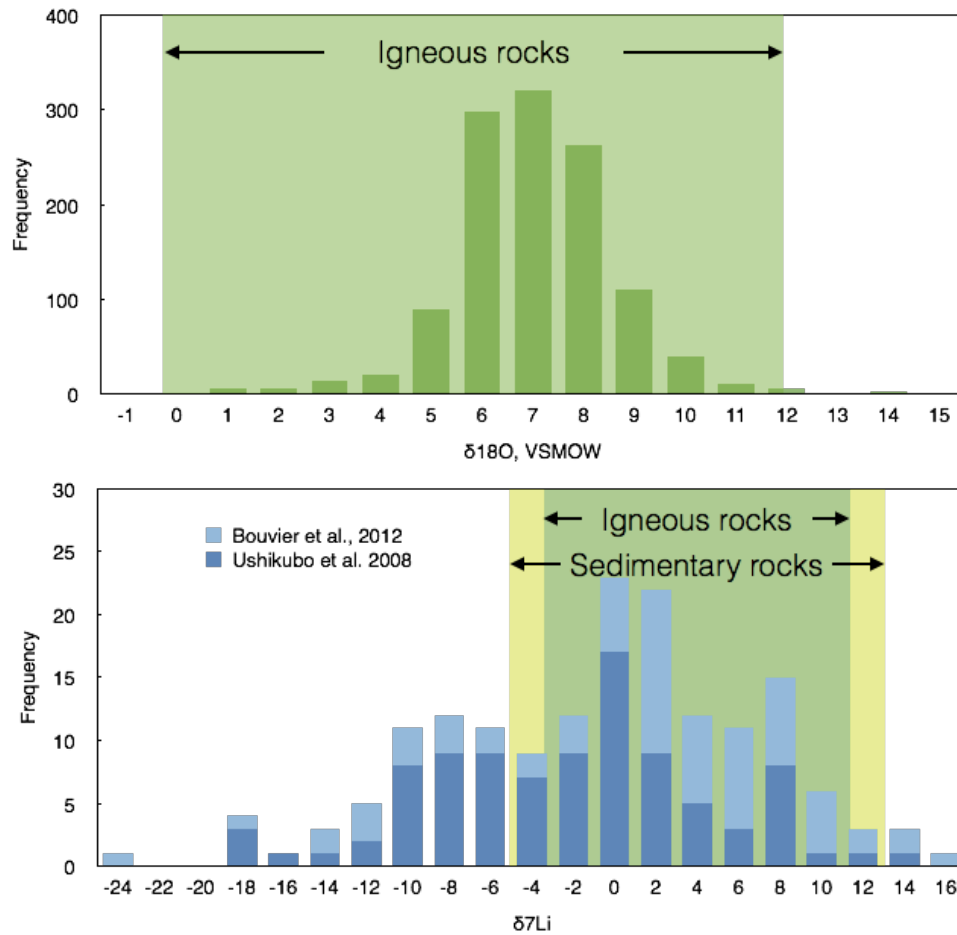 400
300
200
100
0
Frequency
Igneous rocks
-1 0 1 2 3 4 5 6 7 8 9 10 11 12 13 14 15
δ18O, VSMOW
30
25
20
15
10
5
0
Frequency
Igneous rocks
Sedimentary rocks
Bouvier et al., 2012
Ushikubo et al. 2008
-24 -22 -20 -18 -16 -14 -12 -10 -8 -6 -4 -2 0 2 4 6 8 10 12 14 16
δ7Li